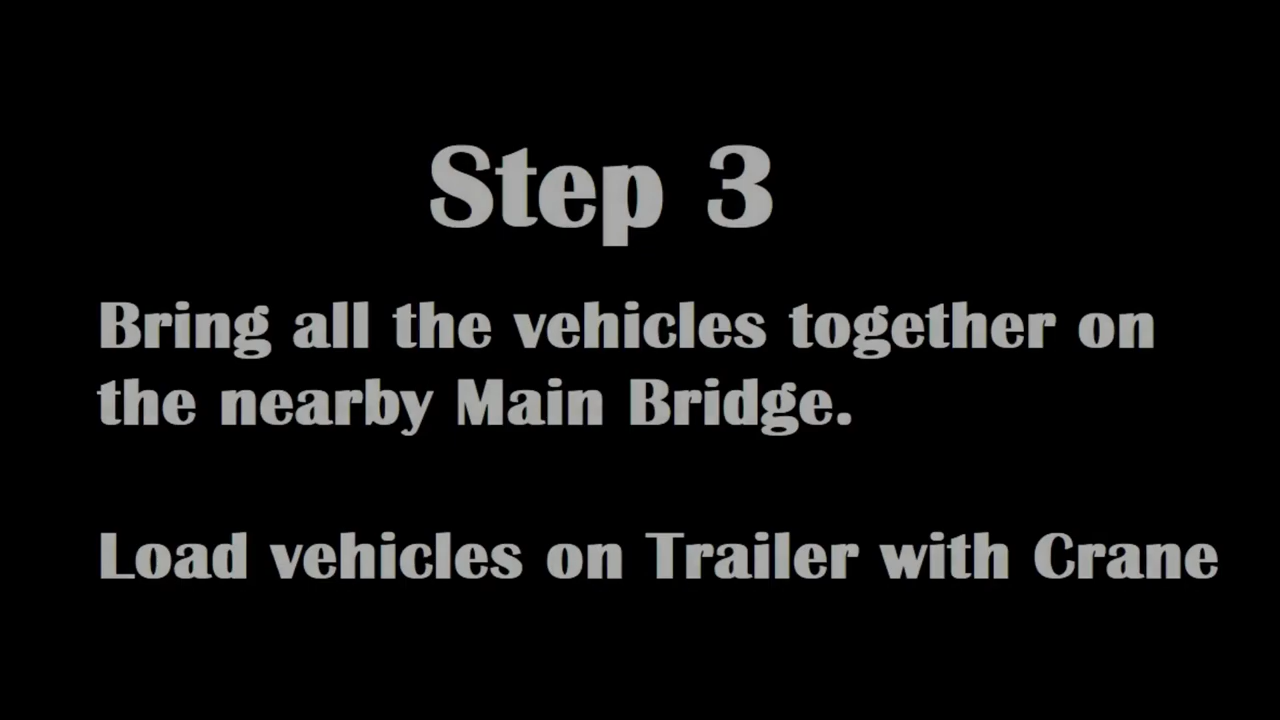 Step 3
Bring all the vehicles together on
the nearby Main Bridge.
Load vehicles on Trailer with Crane